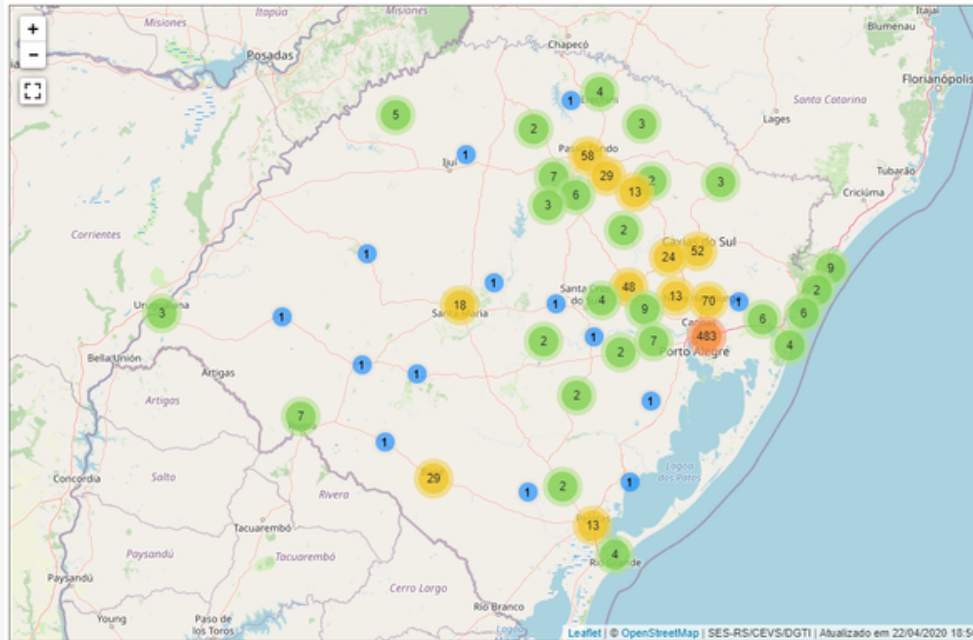 Itapúa
Misiones
Itajaí
Misiones
Blumenau
+
Posadas
Chapecó
−
Florianópolis
4
1
Santa Catarina
5
Lages
3
2
1
58
Ijuí
29
Tubarão
7
2
3
13
6
Criciúma
3
2
Corrientes
Caxias do Sul
52
1
24
9
1
48
2
18
1
4
13
70
1
Santa Maria
9
6
6
3
1
1
483
2
7
4
2
Porto Alegre
Bella Unión
1
Artigas
1
2
1
Artigas
7
1
Lagoa
dos Patos
Salto
29
Concordia
1
2
1
Rivera
Tacuarembó
13
Paysandú
Tacuarembó
4
Rio Grande
Paysandú
Cerro Largo
Río Branco
Young
Paso de
los Toros
Leaflet | © OpenStreetMap | SES-RS/CEVS/DGTI | Atualizado em 22/04/2020